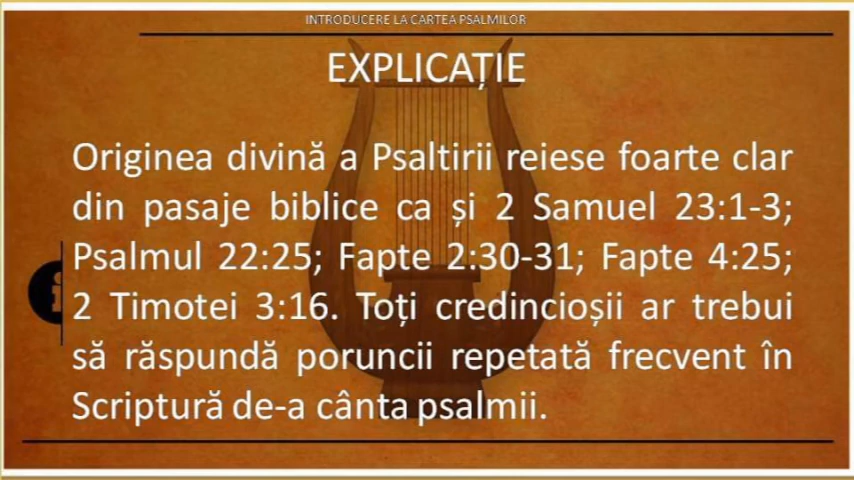 INTRODUCERE LA CARTEA PSALMILOR
EXPLICAȚIE
Originea divină a Psaltirii reiese foarte clar
din pasaje biblice ca și 2 Samuel 23:1-3;
Psalmul 22:25; Fapte 2:30-31; Fapte 4:25;
2 Timotei 3:16. Toți credincioșii ar trebui
să răspundă poruncii repetată frecvent în
Scriptură de-a cânta psalmii.